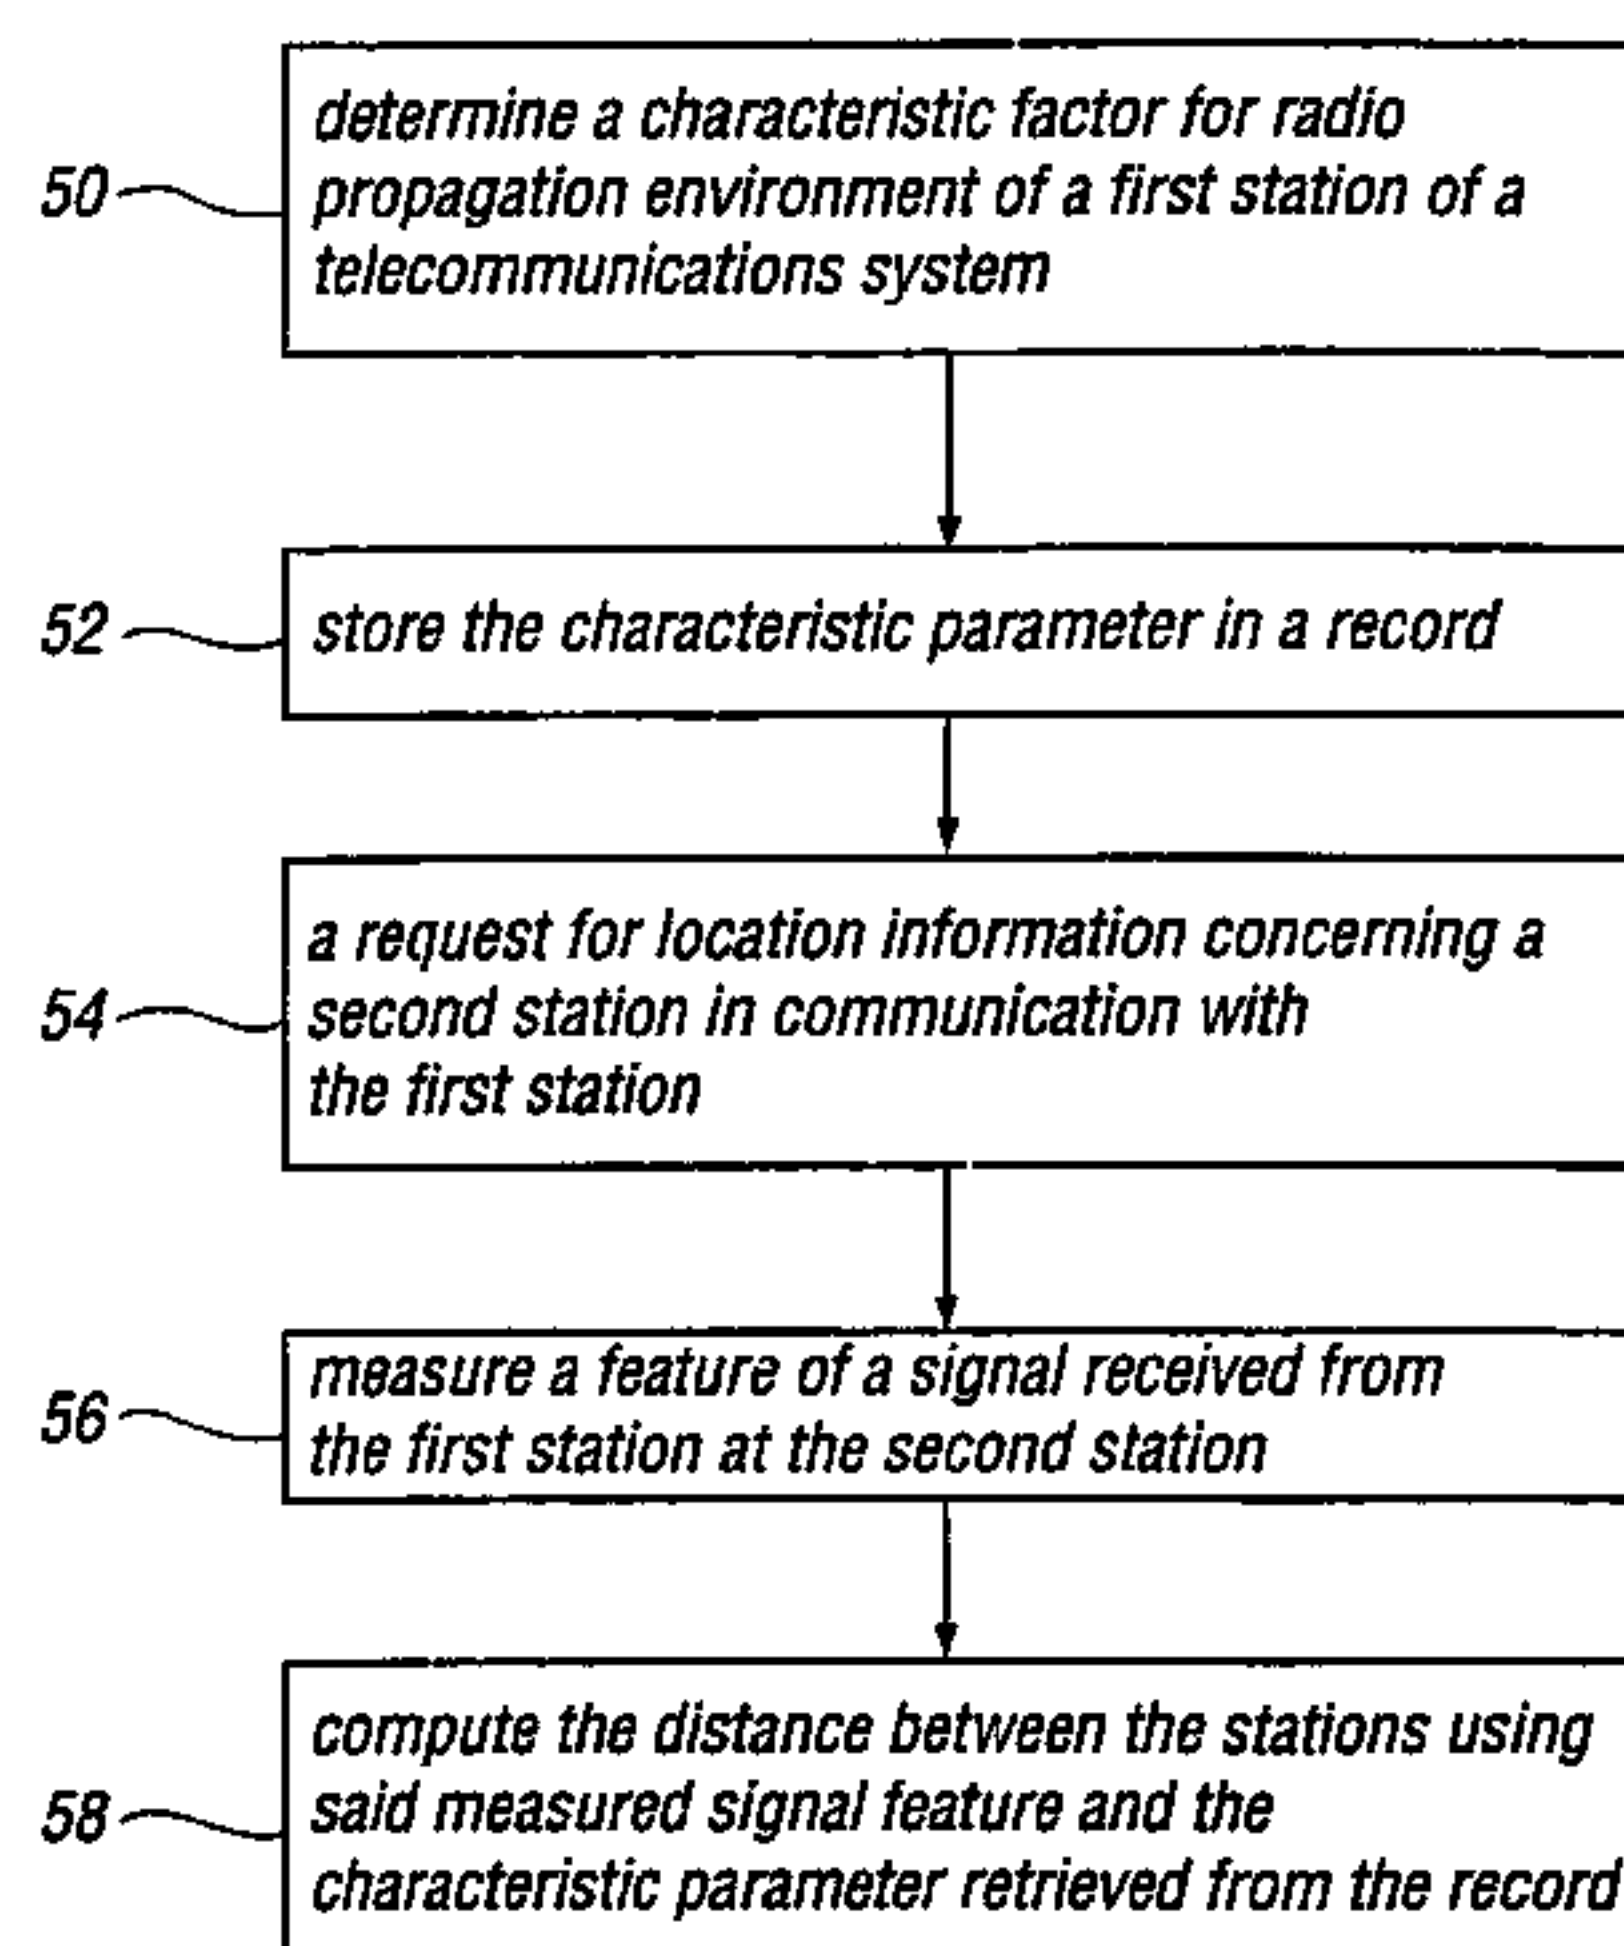 determine a characteristic factor for radio
50 propagation environment of a first station of a
telecommunications system
52 store the characteristic parameter in a record
a request for location information concerning a
54 second station in communication with
the first station
measure a feature of a signal received from
56 the first station at the second station
compute the distance between the stations using
58 said measured signal feature and the
characteristic parameter retrieved from the record